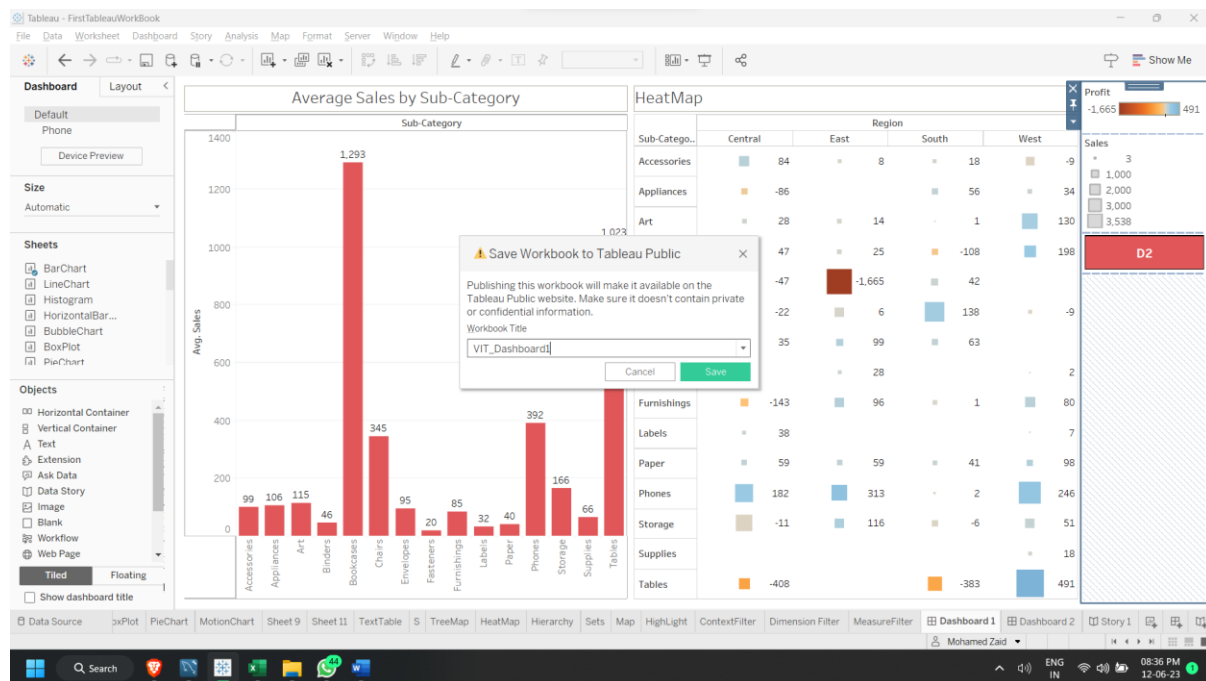 Tableau - FirstTableauWorkBook
File Data Worksheet Dashboard Story Analysis Map Format Server Window Help
Show Me
Dashboard Layout
Default
Phone
Device Preview
Size
Automatic
Sheets
BarChart
LineChart
Histogram
HorizontalBar...
BubbleChart
BoxPlot
PieChart
Objects
Horizontal Container
Vertical Container
Text
Extension
Ask Data
Data Story
Image
Blank
Workflow
Web Page
Tiled Floating
Show dashboard title
Average Sales by Sub-Category
Sub-Category
Avg. Sales
1400
1200
1000
800
600
400
200
0
99 106 115 46 1,293 345 95 20 85 32 40 392 166 66 1,023
Accessories Appliances Art Binders Bookcases Chairs Envelopes Fasteners Furnishings Labels Paper Phones Storage Supplies Tables
HeatMap
Region
Sub-Catego.. Central East South West
Accessories 84 8 18 -9
Appliances -86 56 34
Art 28 14 1 130
47 25 -108 198
-47 -1,665 42
-22 6 138 -9
35 99 63
28 2
Furnishings -143 96 1 80
Labels 38 7
Paper 59 59 41 98
Phones 182 313 2 246
Storage -11 116 -6 51
Supplies 18
Tables -408 -383 491
Save Workbook to Tableau Public
Publishing this workbook will make it available on the
Tableau Public website. Make sure it doesn't contain private
or confidential information.
Workbook Title
VIT_Dashboard1
Cancel Save
Profit
-1,665 491
Sales
3
1,000
2,000
3,000
3,538
D2
Data Source oxPlot PieChart MotionChart Sheet 9 Sheet 11 TextTable S TreeMap HeatMap Hierarchy Sets Map HighLight ContextFilter Dimension Filter MeasureFilter Dashboard 1 Dashboard 2 Story 1
Mohamed Zaid
Search
44
ENG
IN
08:36 PM
12-06-23
1